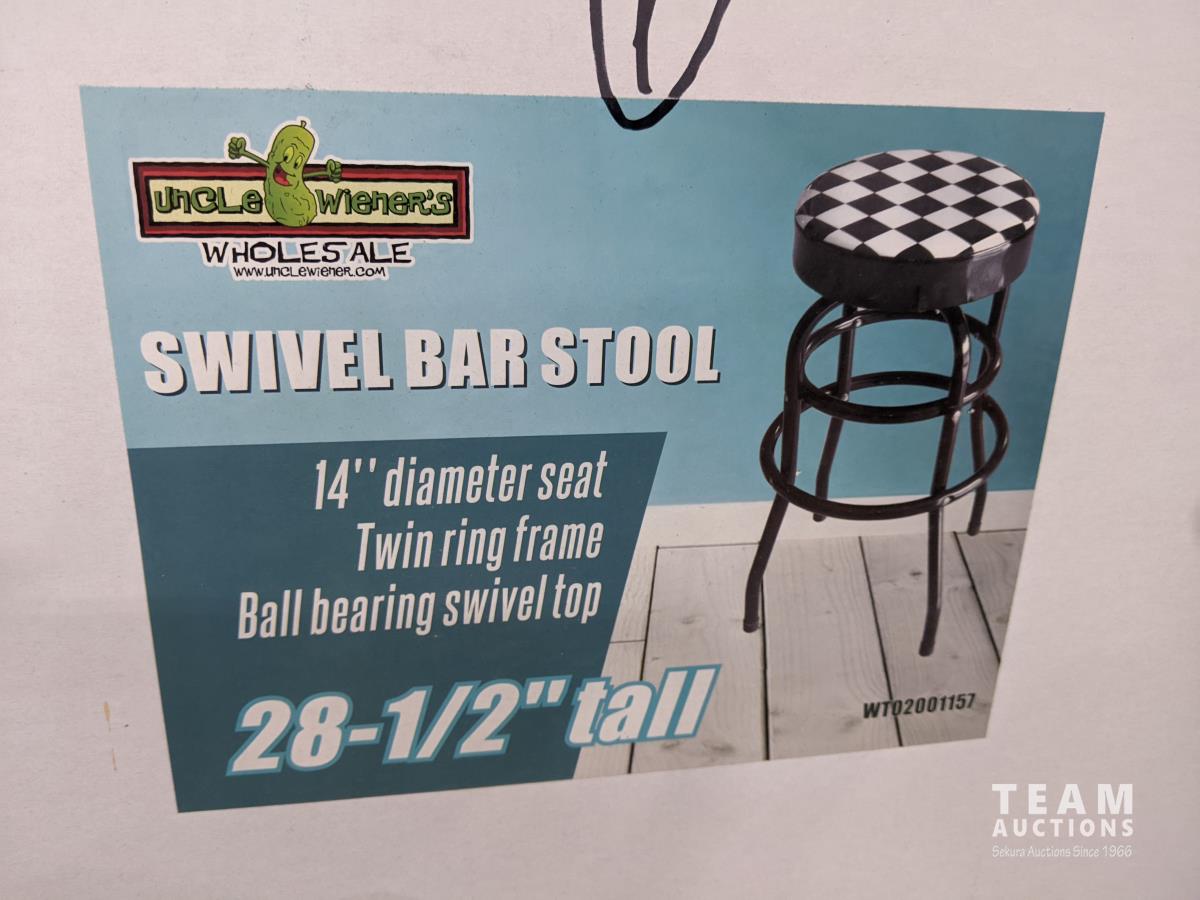 UNCLE WIENER'S
WHOLESALE
WWW.UNCLEWIENER.COM
SWIVEL BAR STOOL
14'' diameter seat
Twin ring frame
Ball bearing swivel top
28-1/2" tall
WT02001157
TEAM
AUCTIONS
Sekura Auctions Since 1966